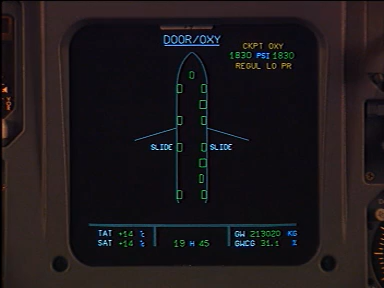 DOOR/OXY
CKPT OXY
1830 PSI 1830
REGUL LO PR
SLIDE SLIDE
TAT +14 °C GW 213020 KG
SAT +14 °C 19 H 45 GWCG 31.1 %